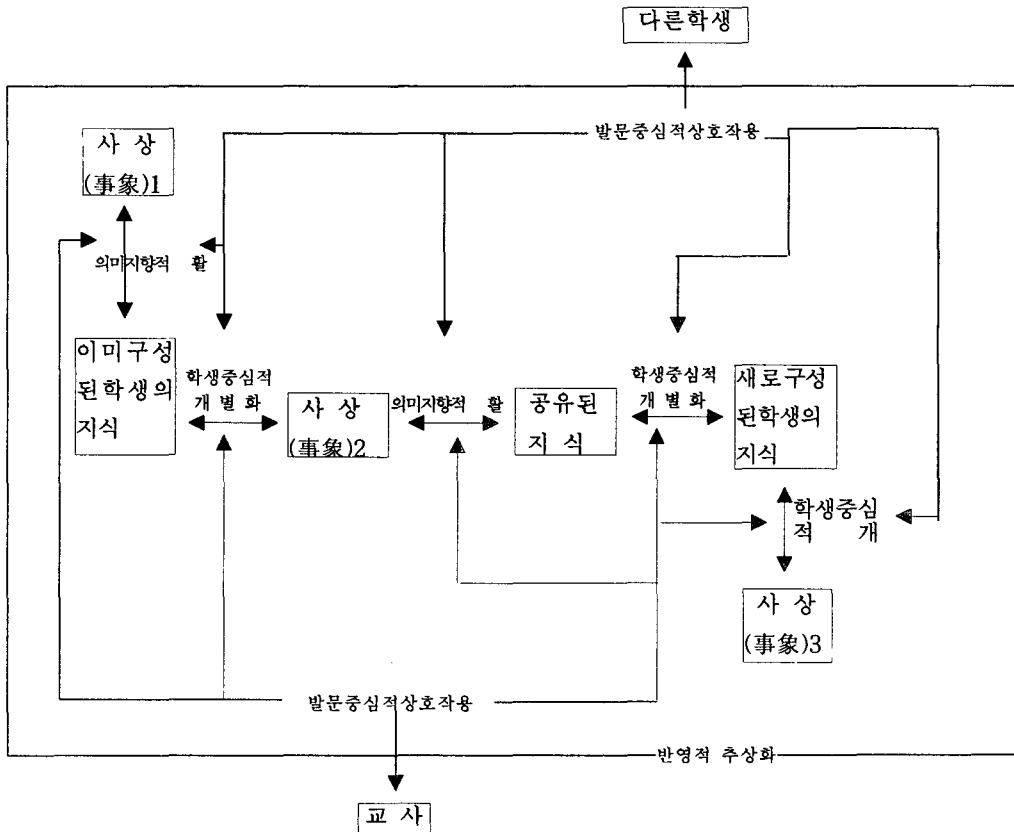 다른학생
발문중심적상호작용
사 상
(事象)1
의미지향적 활
이미구성
된학생의
지식
학생중심적
개 별 화
사 상
(事象)2
의미지향적 활
공유된
지 식
학생중심적
개 별 화
새로구성
된학생의
지식
학생중심
적 개
사 상
(事象)3
발문중심적상호작용
반영적 추상화
교 사